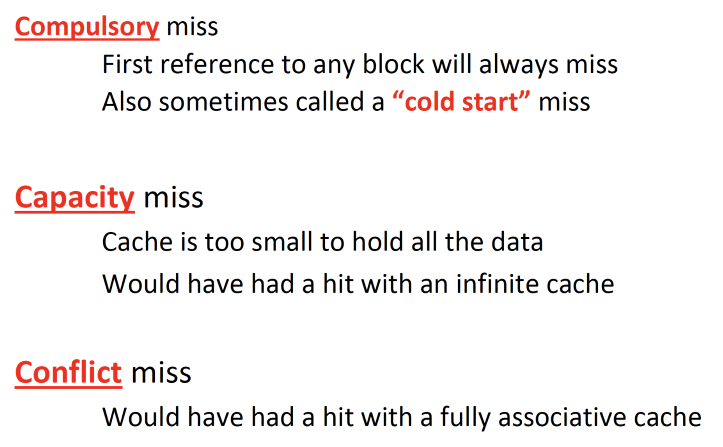 Compulsory miss
First reference to any block will always miss
Also sometimes called a “cold start” miss
Capacity miss
Cache is too small to hold all the data
Would have had a hit with an infinite cache
Conflict miss
Would have had a hit with a fully associative cache